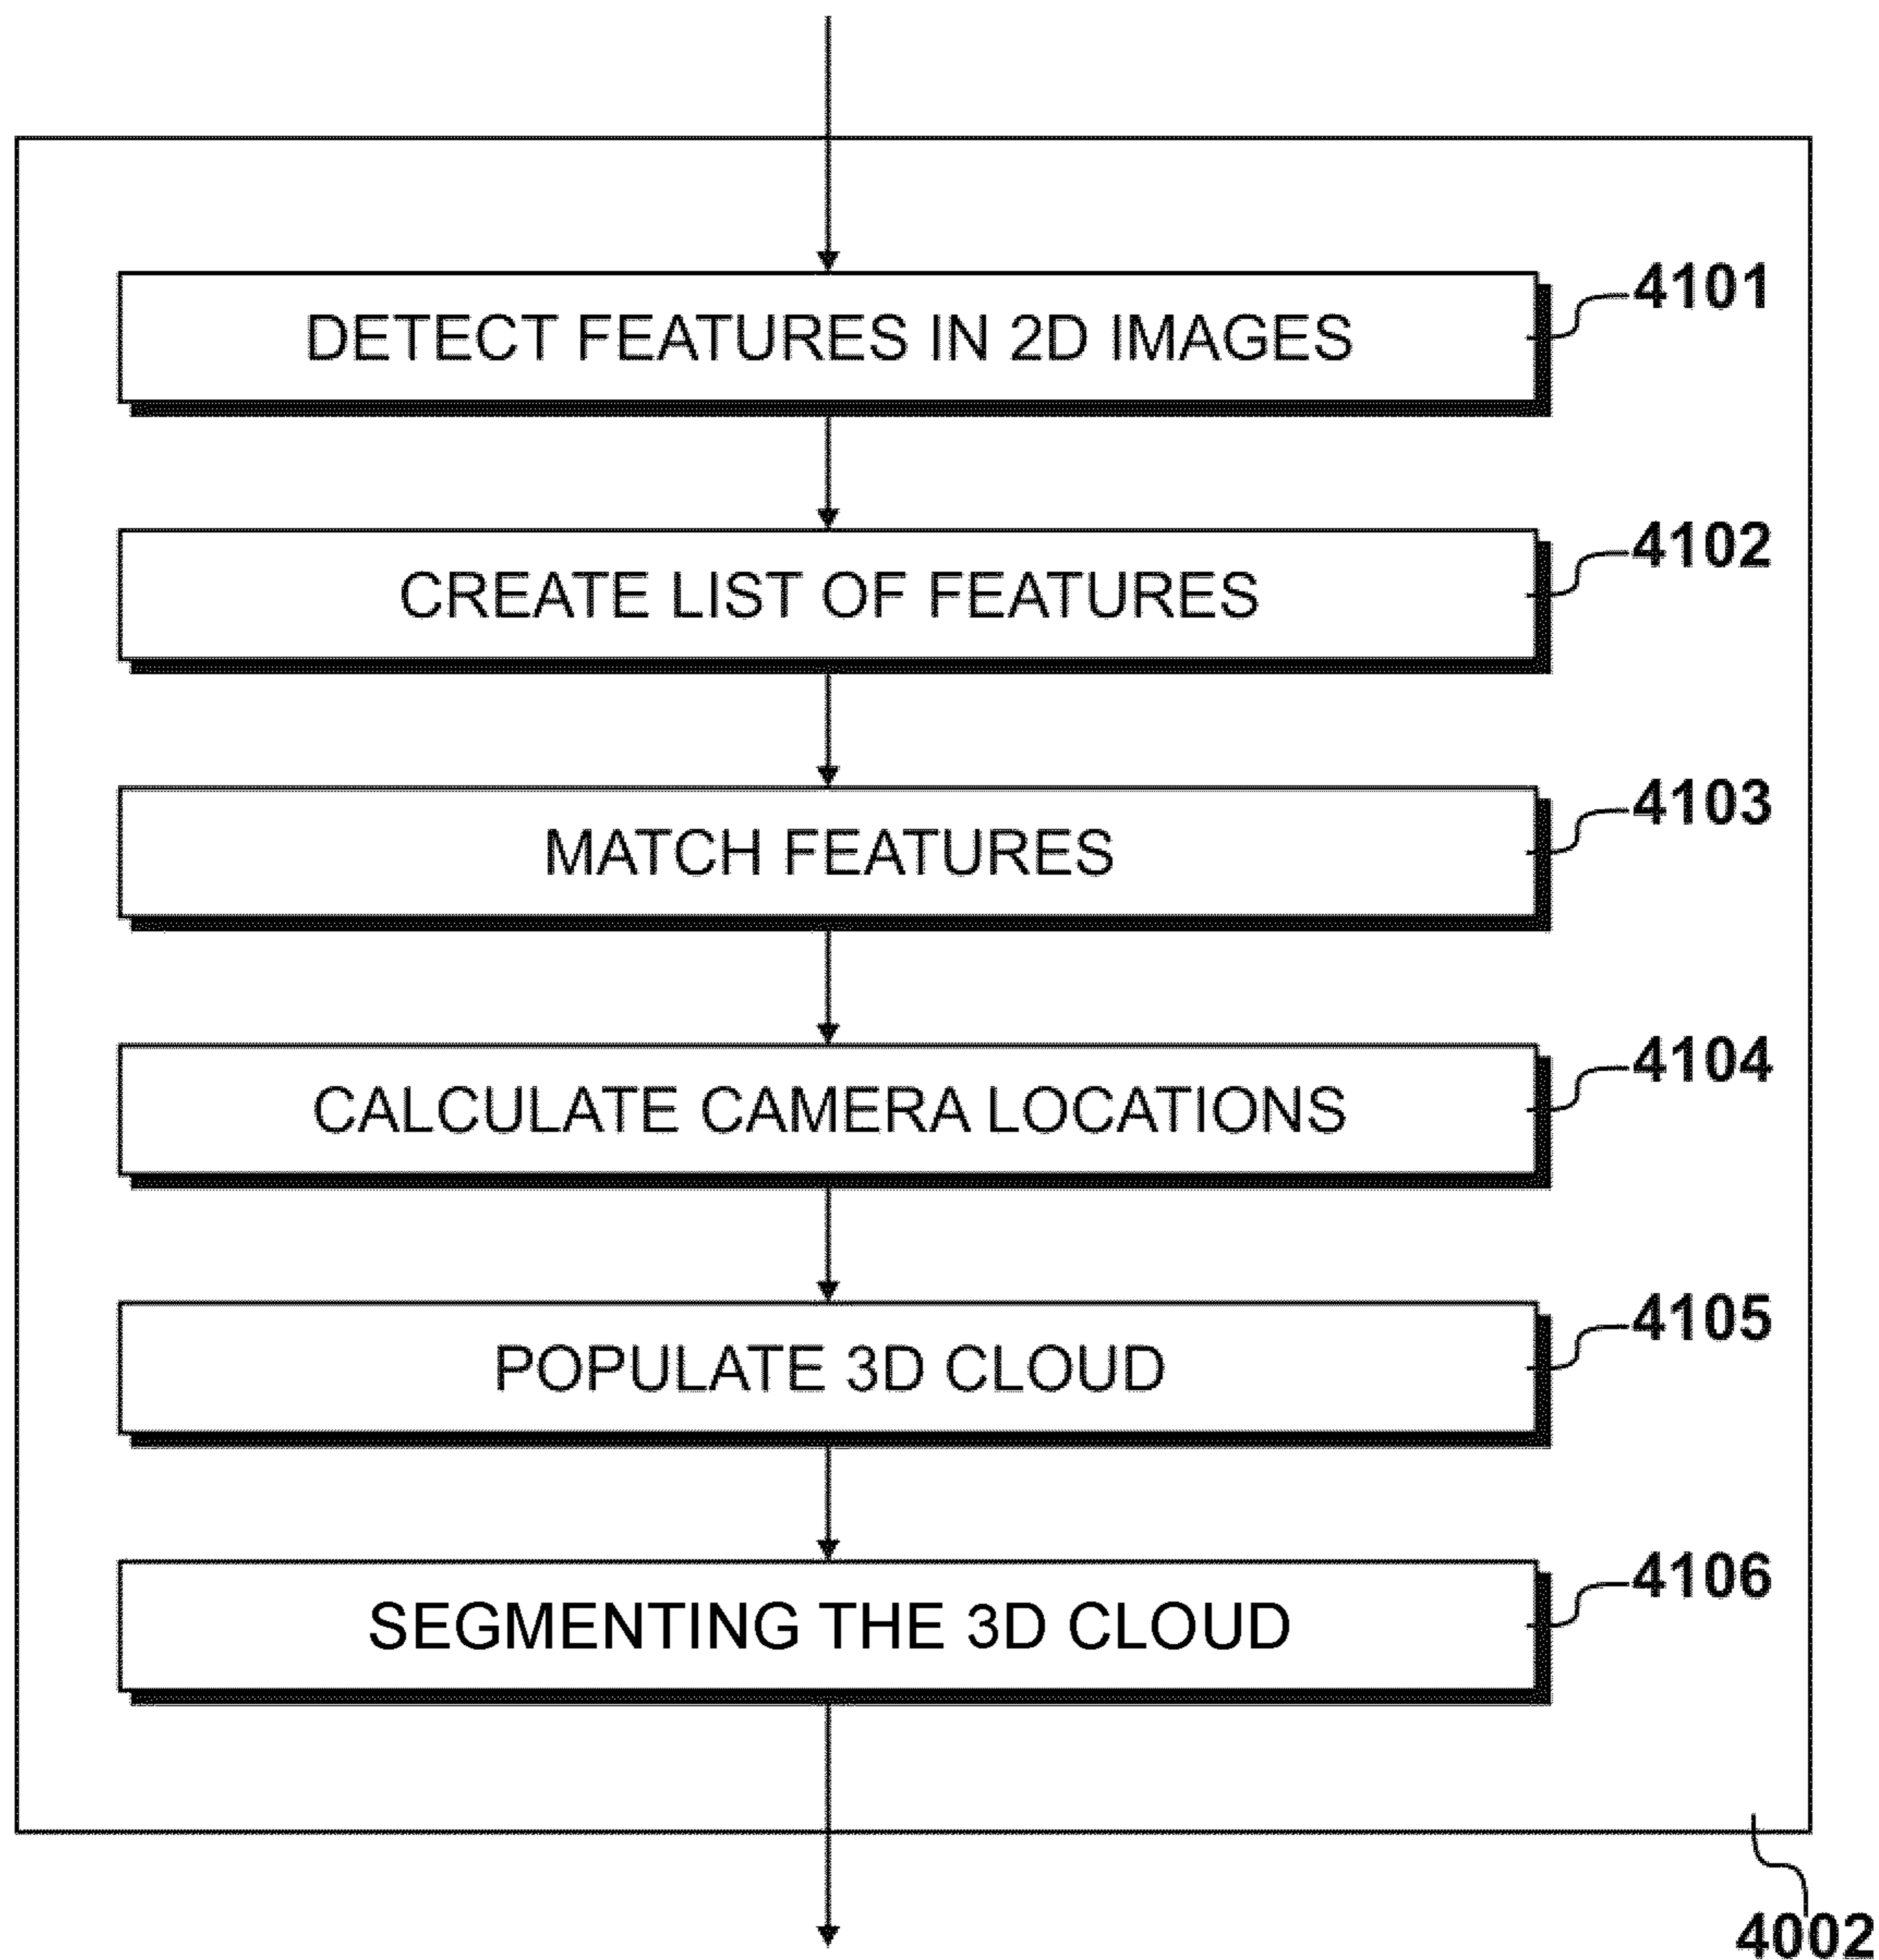 DETECT FEATURES IN 2D IMAGES
4101
CREATE LIST OF FEATURES
4102
MATCH FEATURES
4103
CALCULATE CAMERA LOCATIONS
4104
POPULATE 3D CLOUD
4105
SEGMENTING THE 3D CLOUD
4106
4002